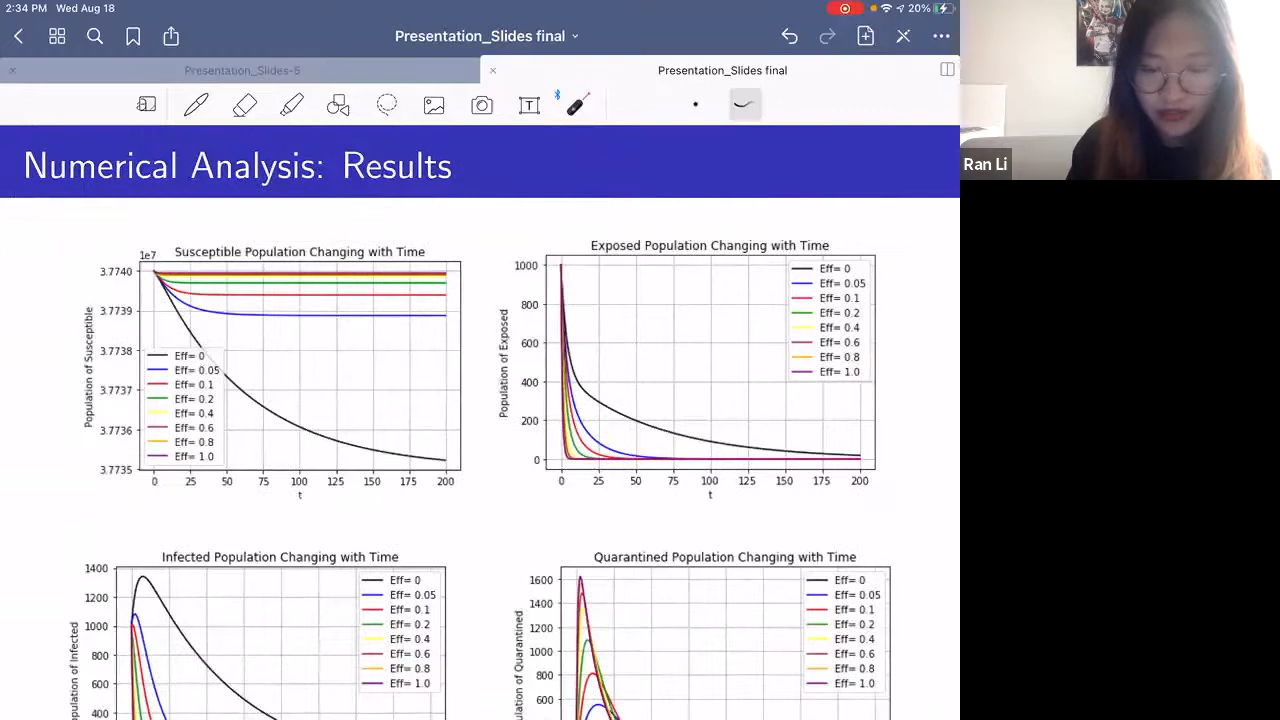 2:34 PM Wed Aug 18
20%
Presentation_Slides final
Presentation_Slides-5
Presentation_Slides final
T
Ran Li
Numerical Analysis: Results
Susceptible Population Changing with Time
1e7
3.7740
3.7739
3.7738
3.7737
3.7736
3.7735
Population of Susceptible
Eff= 0
Eff= 0.05
Eff= 0.1
Eff= 0.2
Eff= 0.4
Eff= 0.6
Eff= 0.8
Eff= 1.0
0 25 50 75 100 125 150 175 200
t
Exposed Population Changing with Time
1000
800
600
400
200
0
Population of Exposed
Eff= 0
Eff= 0.05
Eff= 0.1
Eff= 0.2
Eff= 0.4
Eff= 0.6
Eff= 0.8
Eff= 1.0
0 25 50 75 100 125 150 175 200
t
Infected Population Changing with Time
1400
1200
1000
800
600
400
of Infected
Eff= 0
Eff= 0.05
Eff= 0.1
Eff= 0.2
Eff= 0.4
Eff= 0.6
Eff= 0.8
Eff= 1.0
Quarantined Population Changing with Time
1600
1400
1200
1000
800
600
of Quarantined
Eff= 0
Eff= 0.05
Eff= 0.1
Eff= 0.2
Eff= 0.4
Eff= 0.6
Eff= 0.8
Eff= 1.0